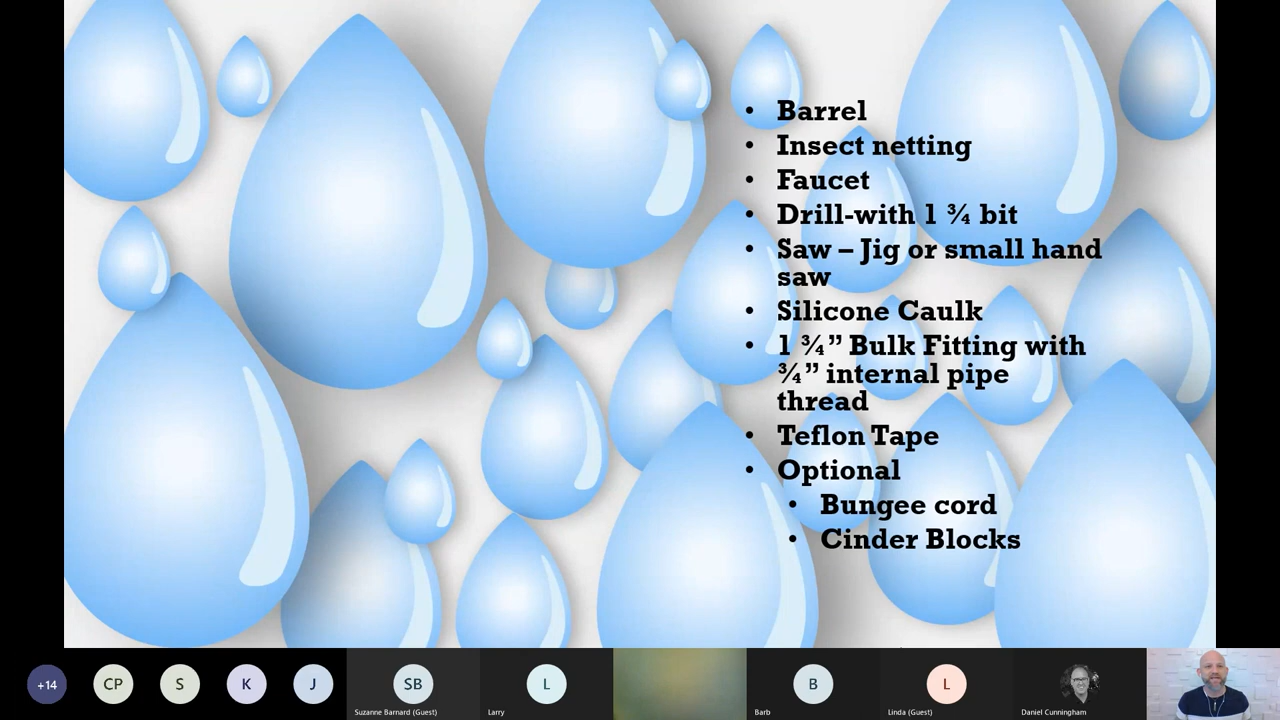 • Barrel
• Insect netting
• Faucet
• Drill-with 1 ¾ bit
• Saw – Jig or small hand
saw
• Silicone Caulk
• 1 ¾” Bulk Fitting with
¾” internal pipe
thread
• Teflon Tape
• Optional
• Bungee cord
• Cinder Blocks
+14
CP
S
K
J
SB
L
B
L
Suzanne Barnard (Guest)
Larry
Barb
Linda (Guest)
Daniel Cunningham